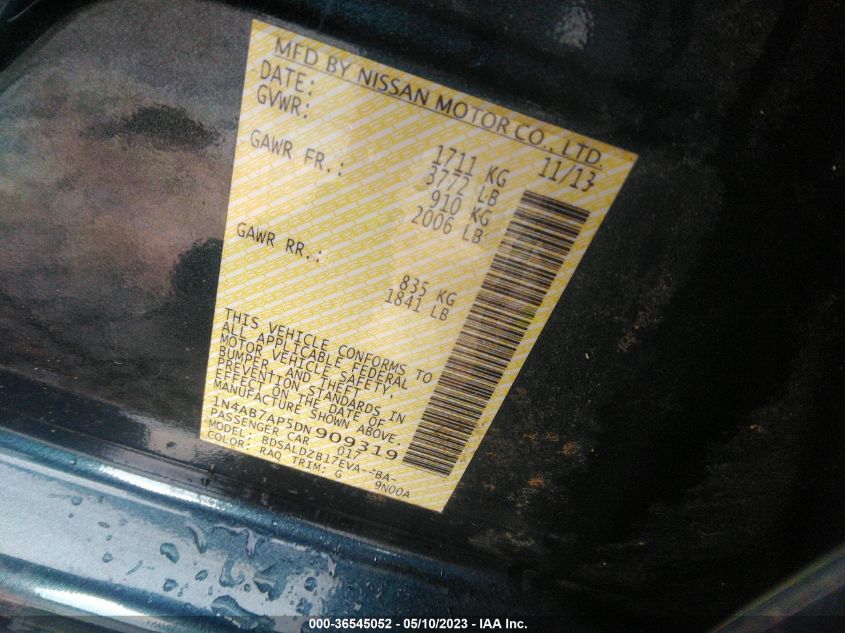 MFD BY NISSAN MOTOR CO., LTD.
DATE: 11/13
GVWR: 1711 KG
3772 LB
GAWR FR.: 910 KG
2006 LB
GAWR RR.: 835 KG
1841 LB
THIS VEHICLE CONFORMS TO
ALL APPLICABLE FEDERAL
MOTOR VEHICLE SAFETY,
BUMPER, AND THEFT
PREVENTION STANDARDS IN
EFFECT ON THE DATE OF
MANUFACTURE SHOWN ABOVE.
1N4AB7AP5DN909319
PASSENGER CAR 017
MODEL: BDSALDZB17EVA--BA-
COLOR: RAQ TRIM: G 9N00A
000-36545052 - 05/10/2023 - IAA Inc.